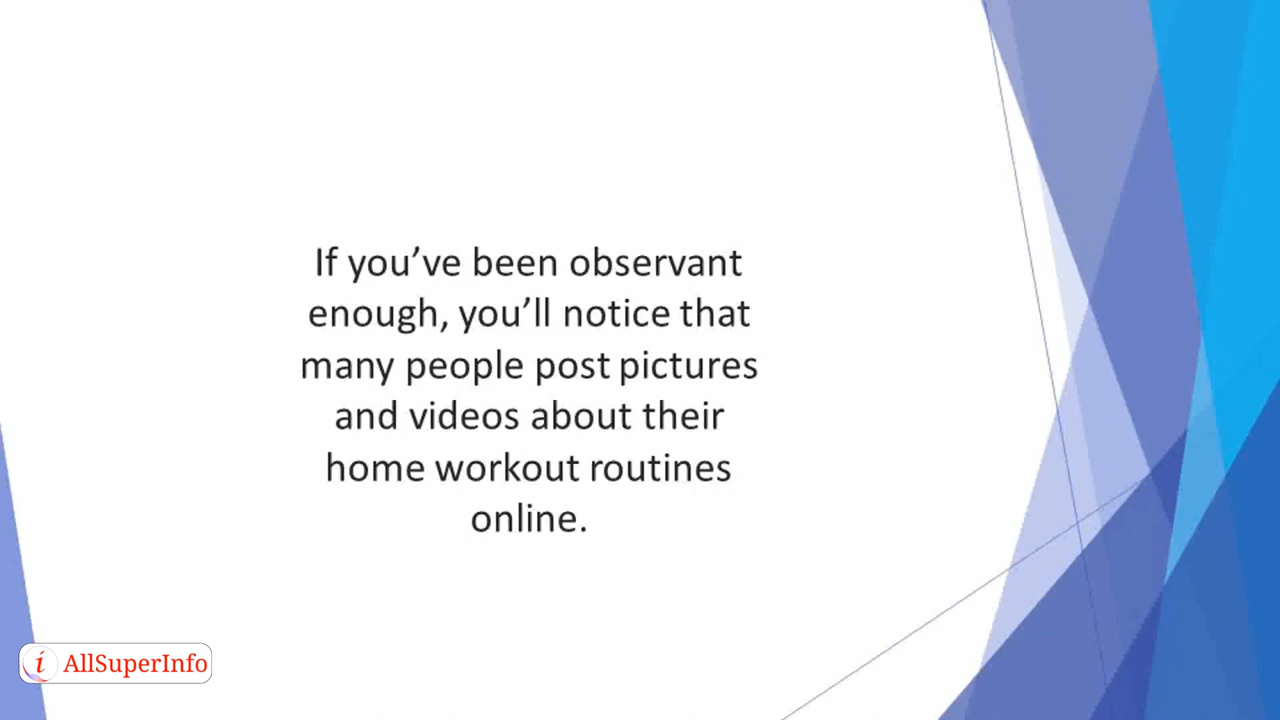 If you’ve been observant
enough, you’ll notice that
many people post pictures
and videos about their
home workout routines
online.
i AllSuperInfo